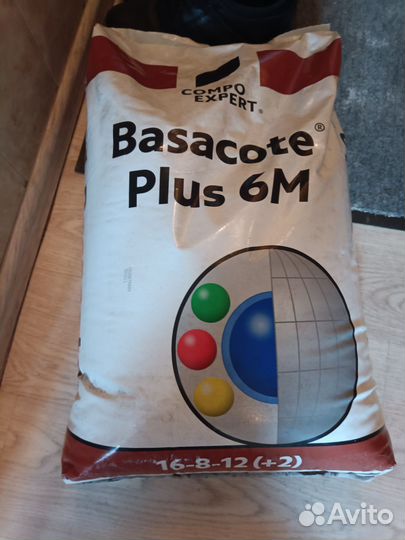 COMPO
EXPERT®
Basacote®
Plus 6M
16-8-12 (+2)
Avito